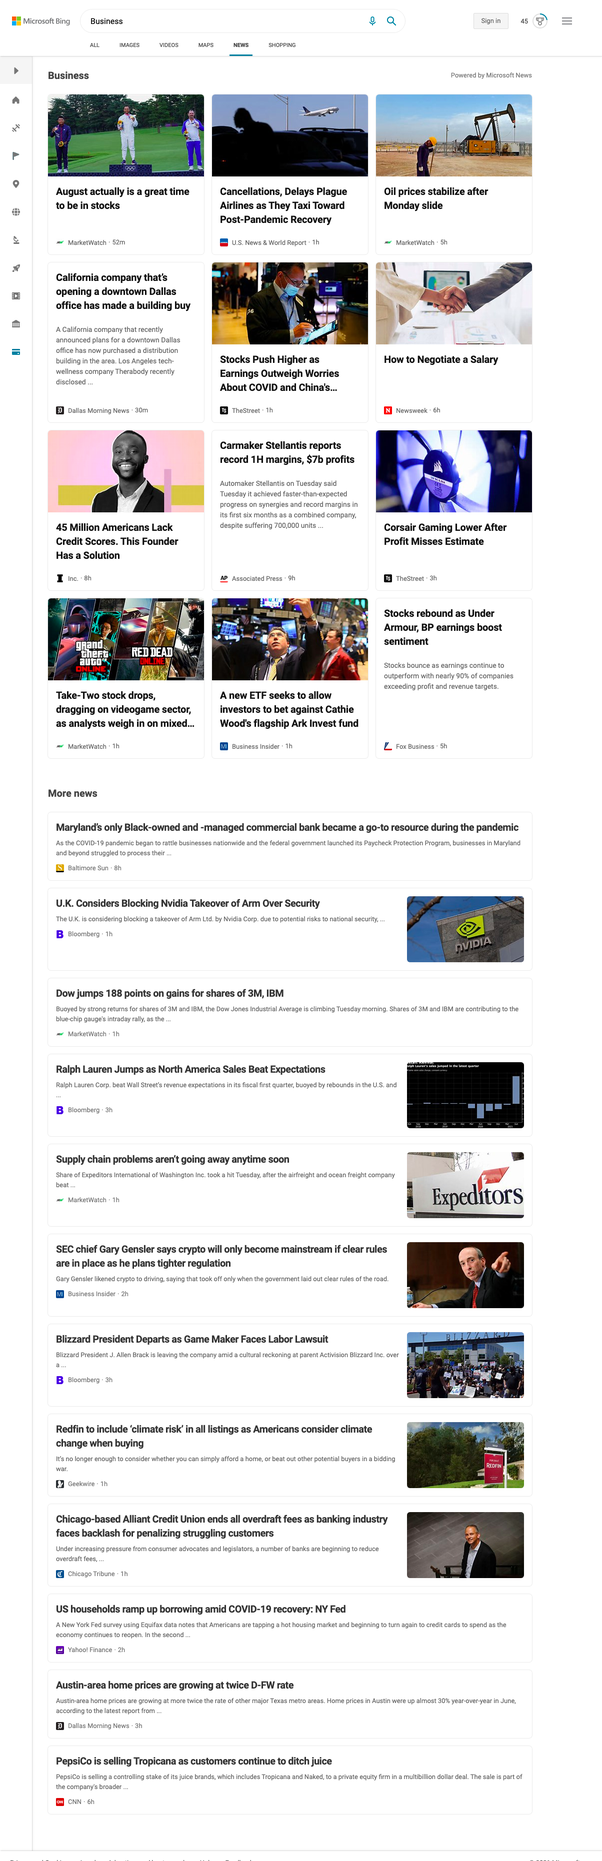 Microsoft Bing
Business
Sign in
45
ALL IMAGES VIDEOS MAPS NEWS SHOPPING
Business
Powered by Microsoft News
August actually is a great time
to be in stocks
MarketWatch · 52m
Cancellations, Delays Plague
Airlines as They Taxi Toward
Post-Pandemic Recovery
U.S. News & World Report · 1h
Oil prices stabilize after
Monday slide
MarketWatch · 5h
California company that's
opening a downtown Dallas
office has made a building buy
A California company that recently
announced plans for a downtown Dallas
office has now purchased a distribution
building in the area. Los Angeles tech-
wellness company Therabody recently
disclosed ...
Dallas Morning News · 30m
Stocks Push Higher as
Earnings Outweigh Worries
About COVID and China's...
TheStreet · 1h
How to Negotiate a Salary
Newsweek · 6h
45 Million Americans Lack
Credit Scores. This Founder
Has a Solution
Inc. · 8h
Carmaker Stellantis reports
record 1H margins, $7b profits
Automaker Stellantis on Tuesday said
Tuesday it achieved faster-than-expected
progress on synergies and record margins in
its first six months as a combined company,
despite suffering 700,000 units ...
AP Associated Press · 9h
Corsair Gaming Lower After
Profit Misses Estimate
TheStreet · 3h
grand
theft
auto
ONLINE
RED DEAD
ONLINE
Take-Two stock drops,
dragging on videogame sector,
as analysts weigh in on mixed...
MarketWatch · 1h
A new ETF seeks to allow
investors to bet against Cathie
Wood's flagship Ark Invest fund
Business Insider · 1h
Stocks rebound as Under
Armour, BP earnings boost
sentiment
Stocks bounce as earnings continue to
outperform with nearly 90% of companies
exceeding profit and revenue targets.
Fox Business · 5h
More news
Maryland's only Black-owned and -managed commercial bank became a go-to resource during the pandemic
As the COVID-19 pandemic began to rattle businesses nationwide and the federal government launched its Paycheck Protection Program, businesses in Maryland
and beyond struggled to process their ...
Baltimore Sun · 8h
U.K. Considers Blocking Nvidia Takeover of Arm Over Security
The U.K. is considering blocking a takeover of Arm Ltd. by Nvidia Corp. due to potential risks to national security, ...
B Bloomberg · 1h
NVIDIA
Dow jumps 188 points on gains for shares of 3M, IBM
Buoyed by strong returns for shares of 3M and IBM, the Dow Jones Industrial Average is climbing Tuesday morning. Shares of 3M and IBM are contributing to the
blue-chip gauge's intraday rally, as the ...
MarketWatch · 1h
Ralph Lauren Jumps as North America Sales Beat Expectations
Ralph Lauren Corp. beat Wall Street's revenue expectations in its fiscal first quarter, buoyed by rebounds in the U.S. and
...
B Bloomberg · 3h
Supply chain problems aren't going away anytime soon
Share of Expeditors International of Washington Inc. took a hit Tuesday, after the airfreight and ocean freight company
beat ...
MarketWatch · 1h
Expeditors
SEC chief Gary Gensler says crypto will only become mainstream if clear rules
are in place as he plans tighter regulation
Gary Gensler likened crypto to driving, saying that took off only when the government laid out clear rules of the road.
Business Insider · 2h
Blizzard President Departs as Game Maker Faces Labor Lawsuit
Blizzard President J. Allen Brack is leaving the company amid a cultural reckoning at parent Activision Blizzard Inc. over
a ...
B Bloomberg · 3h
Redfin to include 'climate risk' in all listings as Americans consider climate
change when buying
It's no longer enough to consider whether you can simply afford a home, or beat out other potential buyers in a bidding
war.
Geekwire · 1h
REDFIN
Chicago-based Alliant Credit Union ends all overdraft fees as banking industry
faces backlash for penalizing struggling customers
Under increasing pressure from consumer advocates and legislators, a number of banks are beginning to reduce
overdraft fees, ...
Chicago Tribune · 1h
US households ramp up borrowing amid COVID-19 recovery: NY Fed
A New York Fed survey using Equifax data notes that Americans are tapping a hot housing market and beginning to turn again to credit cards to spend as the
economy continues to reopen. In the second ...
Yahoo! Finance · 2h
Austin-area home prices are growing at twice D-FW rate
Austin-area home prices are growing at more twice the rate of other major Texas metro areas. Home prices in Austin were up almost 30% year-over-year in June,
according to the latest report from ...
Dallas Morning News · 3h
PepsiCo is selling Tropicana as customers continue to ditch juice
PepsiCo is selling a controlling stake of its juice brands, which includes Tropicana and Naked, to a private equity firm in a multibillion dollar deal. The sale is part of
the company's broader ...
CNN · 6h